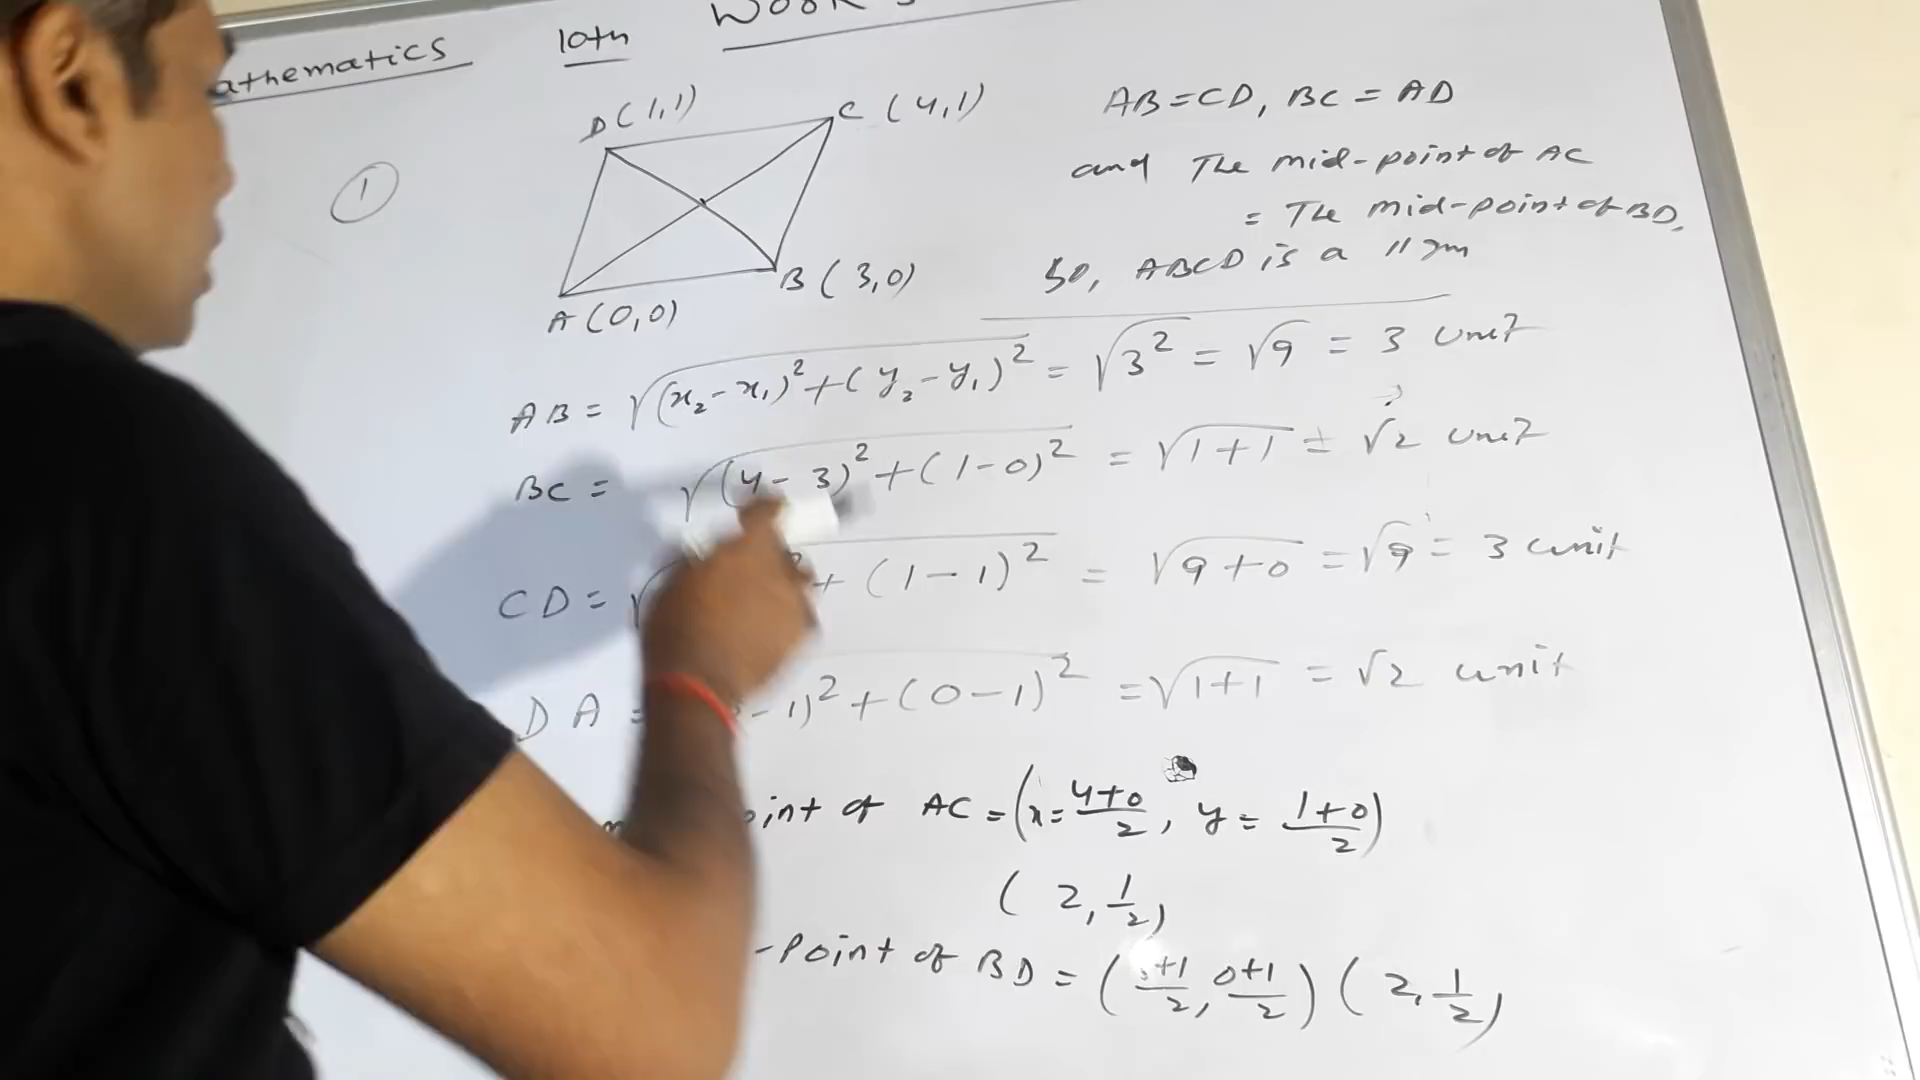 athematics 10th
D(1,1)
C (4,1)
①
B (3,0)
A (0,0)
AB = CD, BC = AD
and The mid-point of AC
= The mid-point of BD.
So, ABCD is a ||gm
AB = √(x₂-x₁)²+(y₂-y₁)² = √3² = √9 = 3 unit
BC = √(4-3)²+(1-0)² = √1+1 = √2 unit
CD = √ ² + (1-1)² = √9+0 = √9 = 3 unit
DA = -1)²+(0-1)² = √1+1 = √2 unit
oint of AC = (x = 4+0/2, y = 1+0/2)
(2, 1/2)
-Point of BD = ( +1/2, 0+1/2) (2, 1/2)